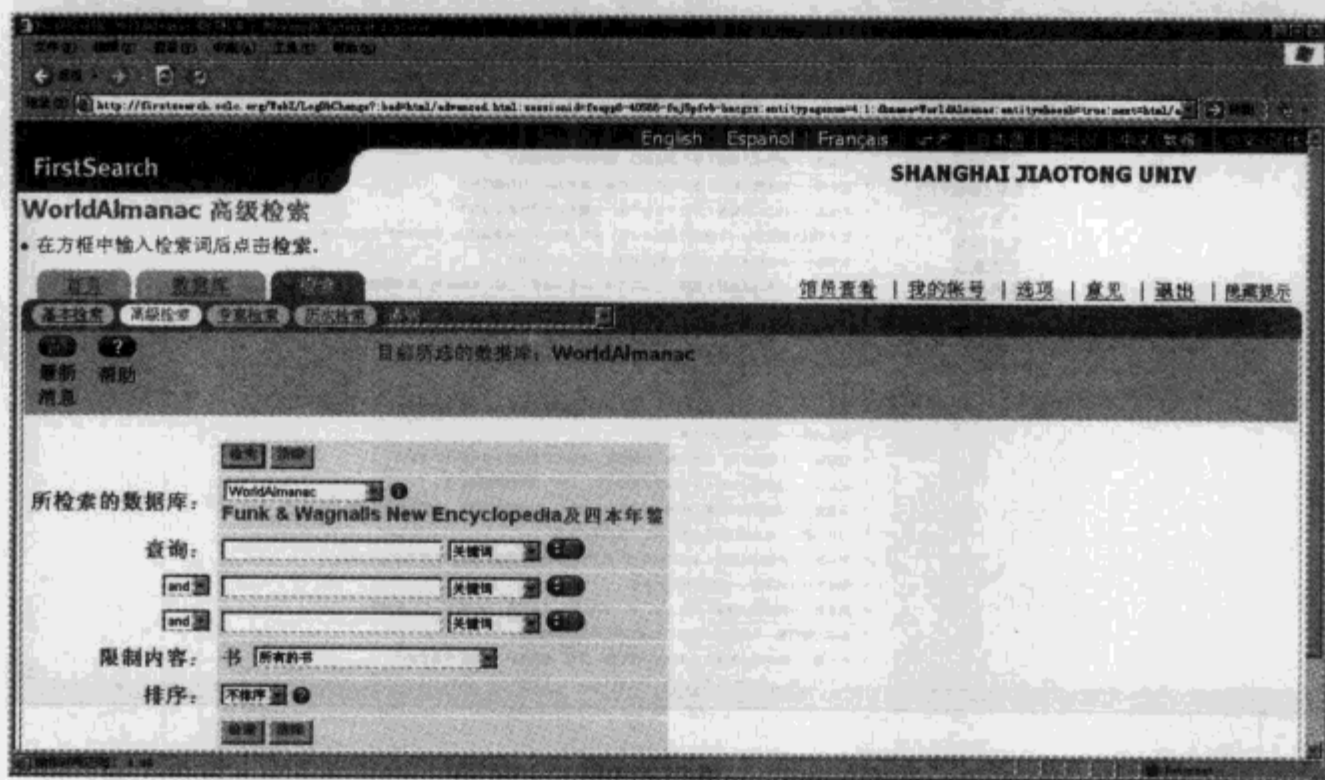 English Español Français
FirstSearch
SHANGHAI JIAOTONG UNIV
WorldAlmanac 高级检索
• 在方框中输入检索词后点击检索.
首页 数据库
馆员查看 | 我的帐号 | 选项 | 意见 | 退出 | 隐藏提示
基本检索 高级检索 专家检索 历次检索
目前所选的数据库: WorldAlmanac
最新消息 帮助
检索 清除
所检索的数据库: WorldAlmanac
Funk & Wagnalls New Encyclopedia及四本年鉴
查询: 关键词
and 关键词
and 关键词
限制内容: 书 所有的书
排序: 不排序
检索 清除